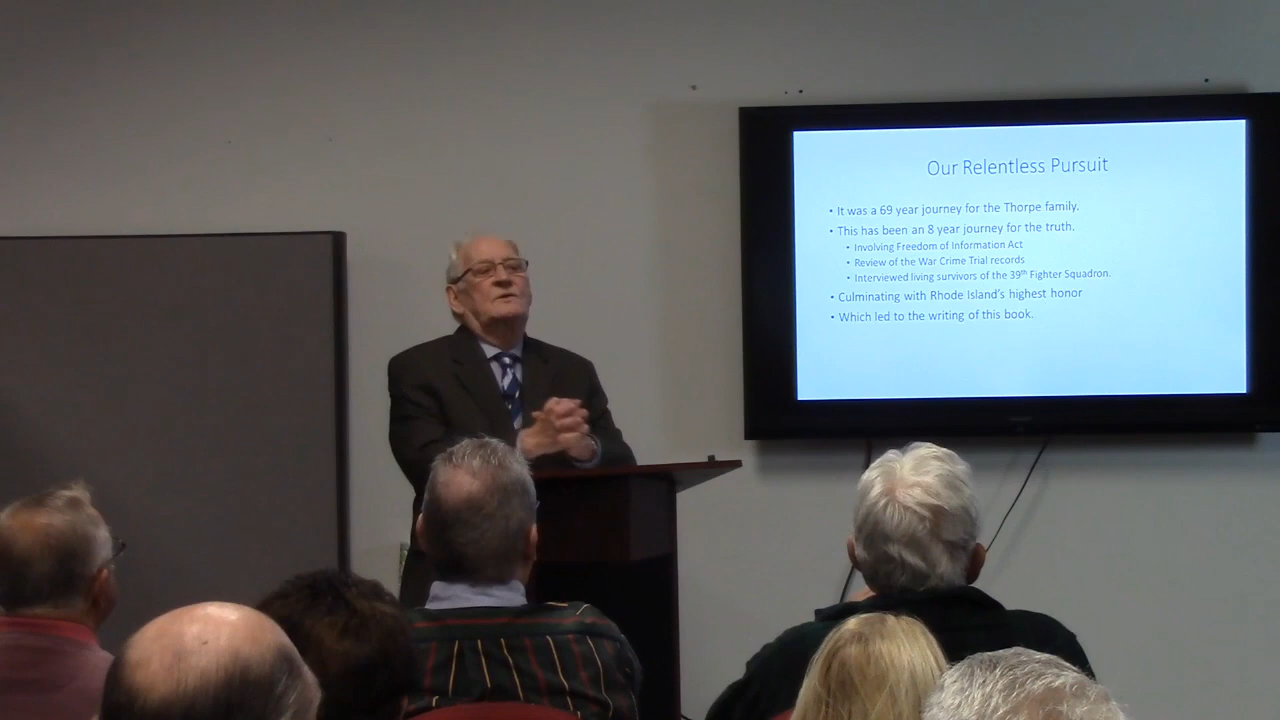 Our Relentless Pursuit
• It was a 69 year journey for the Thorpe family.
• This has been an 8 year journey for the truth.
• Involving Freedom of Information Act
• Review of the War Crime Trial records
• Interviewed living survivors of the 39th Fighter Squadron.
• Culminating with Rhode Island's highest honor
• Which led to the writing of this book.